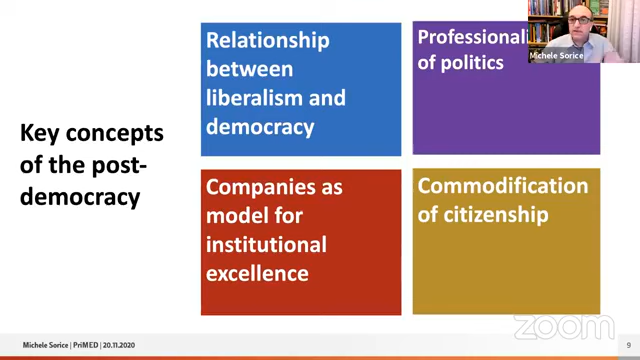 Key concepts
of the post-
democracy
Relationship
between
liberalism and
democracy
of politics
Michele Sorice
Companies as
model for
institutional
excellence
Commodification
of citizenship
zoom
Michele Sorice | PriMED | 20.11.2020
9